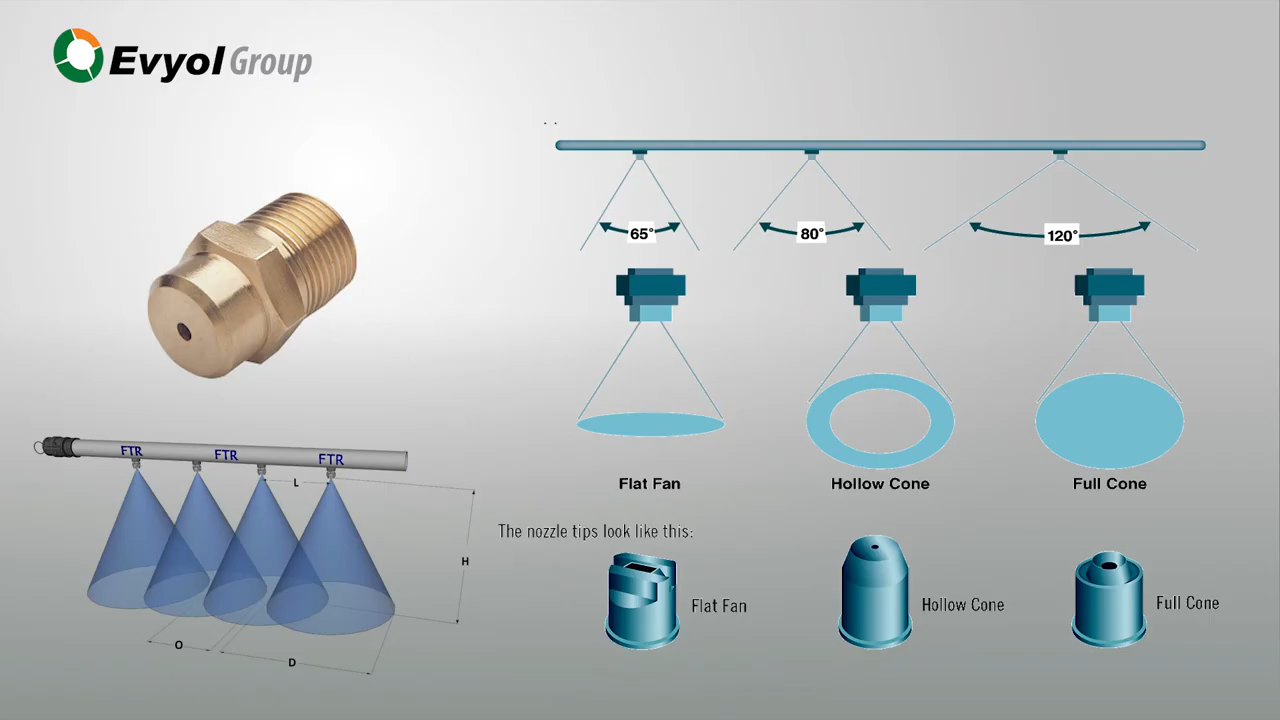 Evyol Group
65°
80°
120°
Flat Fan
Hollow Cone
Full Cone
FTR
FTR
FTR
L
H
O
D
The nozzle tips look like this:
Flat Fan
Hollow Cone
Full Cone